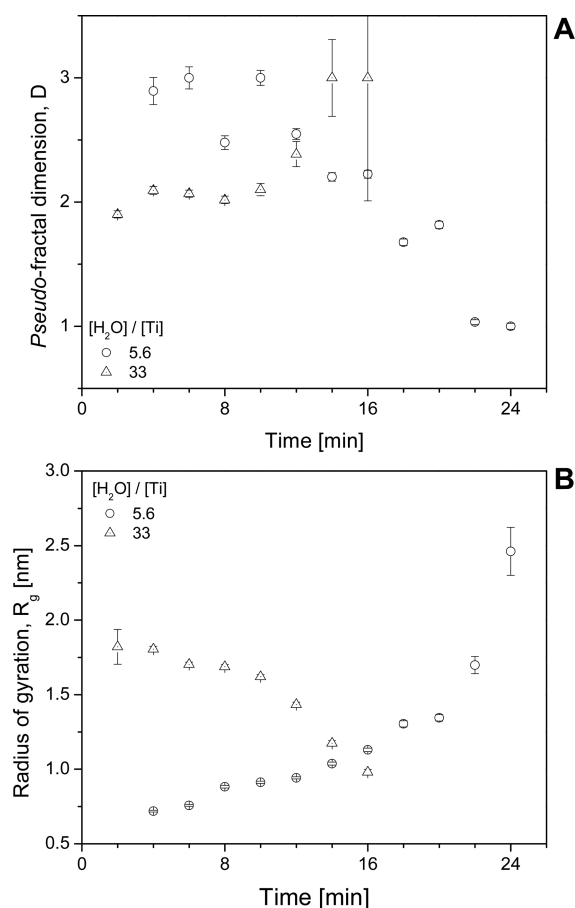 A
3
2
1
Pseudo-fractal dimension, D
[H₂O] / [Ti]
5.6
33
0 8 16 24
Time [min]
B
3.0
2.5
2.0
1.5
1.0
0.5
Radius of gyration, Rg [nm]
[H₂O] / [Ti]
5.6
33
0 8 16 24
Time [min]